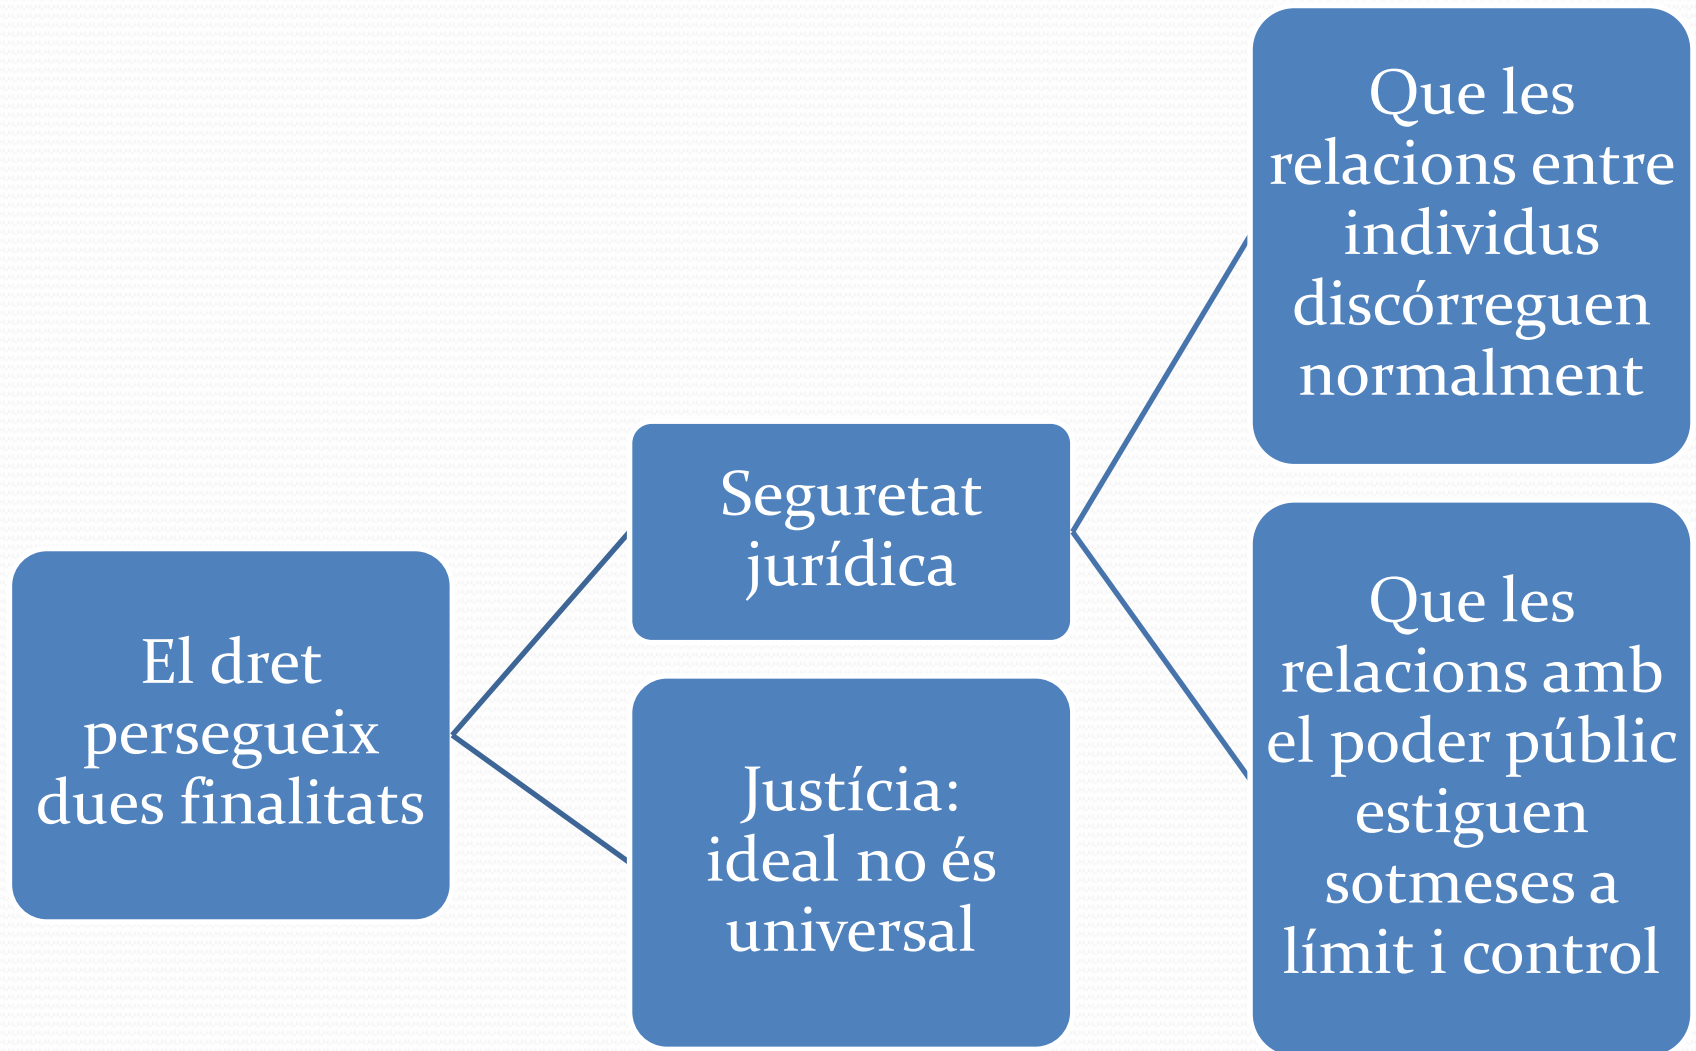 El dret
persegueix
dues finalitats
Seguretat
jurídica
Justícia:
ideal no és
universal
Que les
relacions entre
individus
discórreguen
normalment
Que les
relacions amb
el poder públic
estiguen
sotmeses a
límit i control